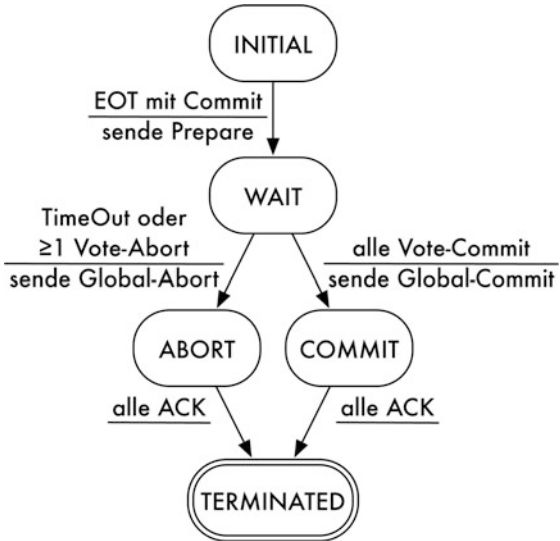 INITIAL
EOT mit Commit
sende Prepare
WAIT
TimeOut oder
≥1 Vote-Abort
sende Global-Abort
alle Vote-Commit
sende Global-Commit
ABORT
COMMIT
alle ACK
alle ACK
TERMINATED